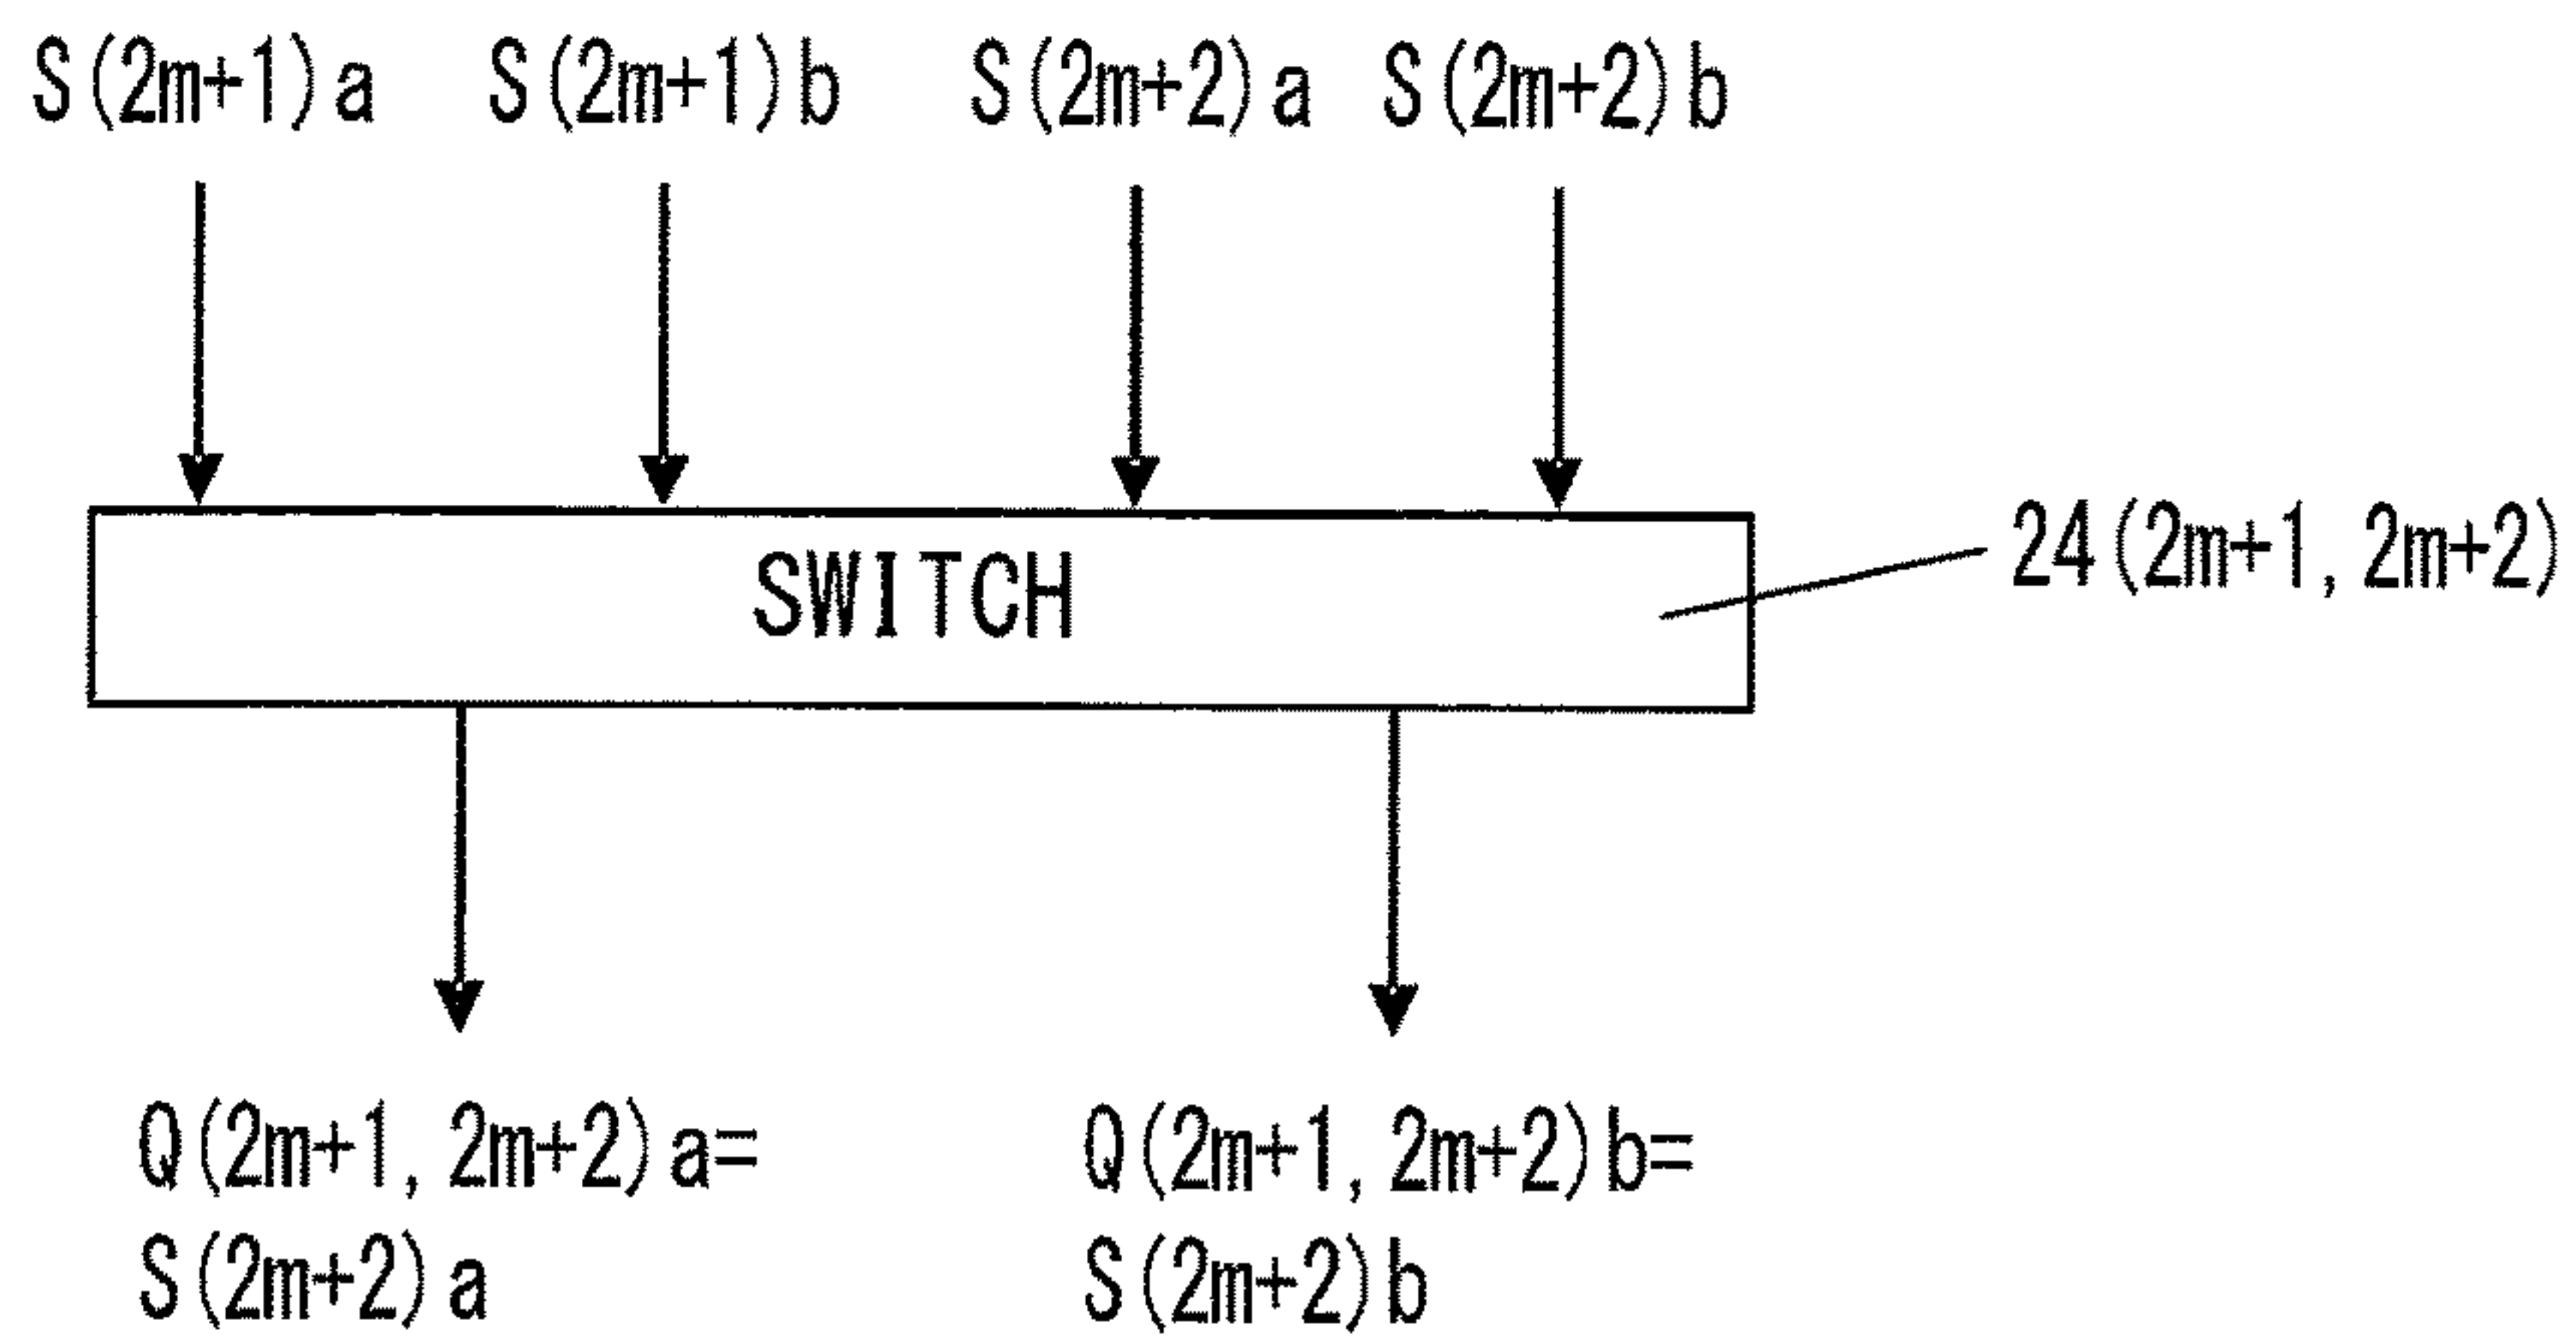 S(2m+1)a S(2m+1)b S(2m+2)a S(2m+2)b
SWITCH
24(2m+1, 2m+2)
Q(2m+1, 2m+2)a=
S(2m+2)a
Q(2m+1, 2m+2)b=
S(2m+2)b